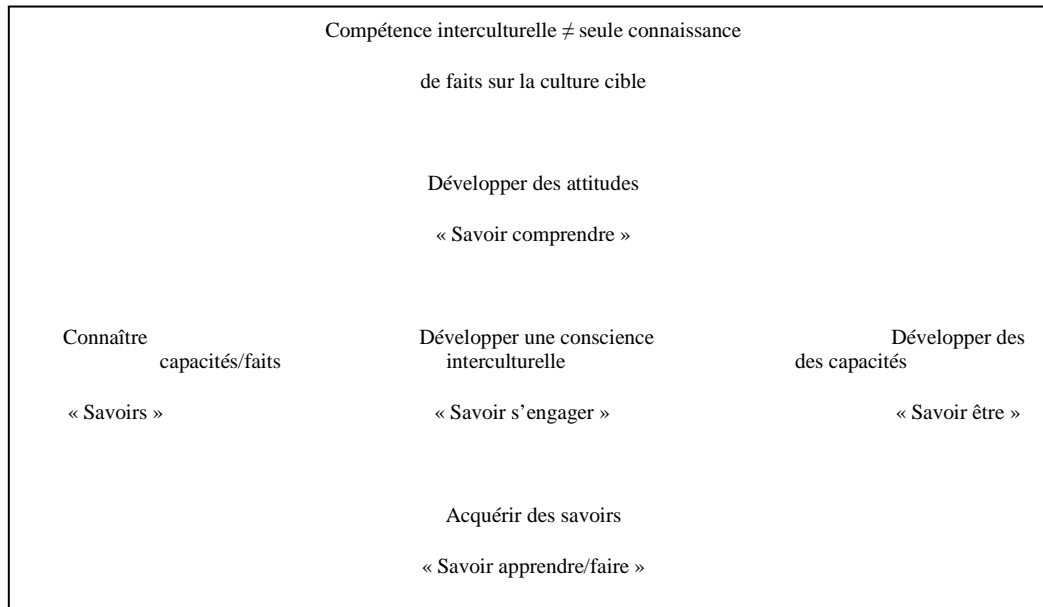 Compétence interculturelle ≠ seule connaissance
de faits sur la culture cible
Développer des attitudes
« Savoir comprendre »
Connaître Développer une conscience Développer des
capacités/faits interculturelle des capacités
« Savoirs » « Savoir s’engager » « Savoir être »
Acquérir des savoirs
« Savoir apprendre/faire »